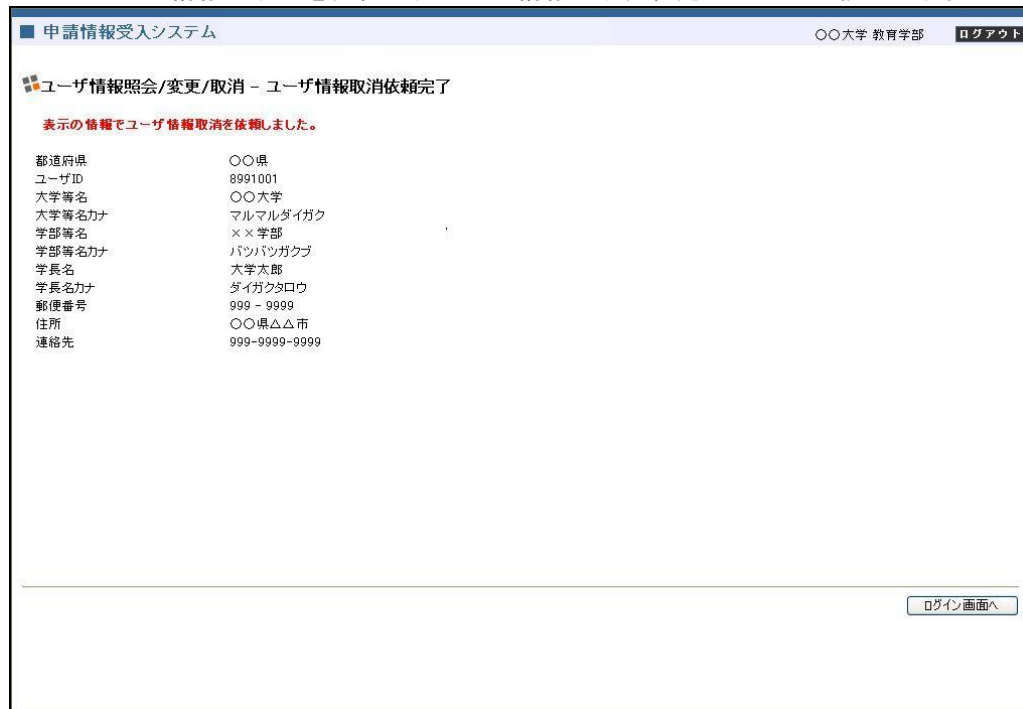 申請情報受入システム
〇〇大学 教育学部 ログアウト
ユーザ情報照会/変更/取消 - ユーザ情報取消依頼完了
表示の情報でユーザ情報取消を依頼しました。
都道府県 〇〇県
ユーザID 8991001
大学等名 〇〇大学
大学等名カナ マルマルダイガク
学部等名 ××学部
学部等名カナ バツバツガクブ
学長名 大学太郎
学長名カナ ダイガクタロウ
郵便番号 999 - 9999
住所 〇〇県△△市
連絡先 999-9999-9999
ログイン画面へ